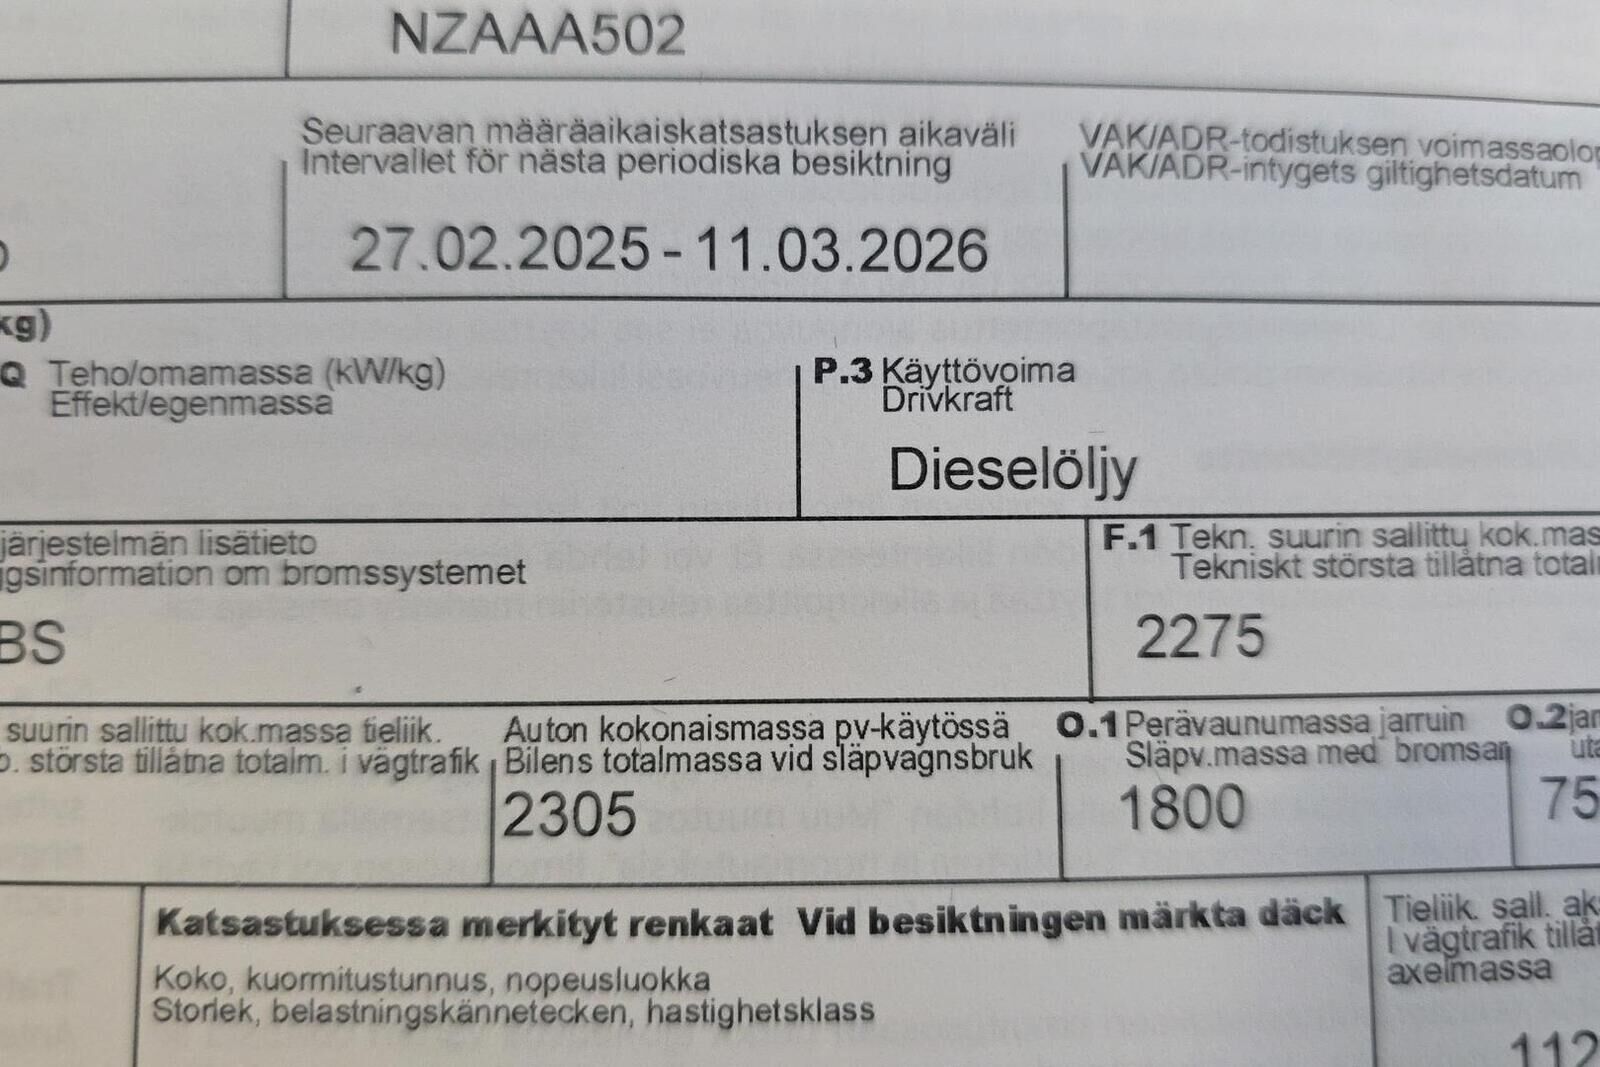 NZAAA502
Seuraavan määräaikaiskatsastuksen aikaväli
Intervallet för nästa periodiska besiktning
27.02.2025 - 11.03.2026
VAK/ADR-todistuksen
VAK/ADR-intygets giltighetsdatum
kg)
Q Teho/omamassa (kW/kg)
Effekt/egenmassa
P.3 Käyttövoima
Drivkraft
Dieselöljy
järjestelmän lisätieto
gsinformation om bromssystemet
BS
F.1 Tekn. suurin sallittu kok.mas
Tekniskt största tillåtna total
2275
suurin sallittu kok.massa tieliik.
största tillåtna totalm. i vägtrafik
Auton kokonaismassa pv-käytössä
Bilens totalmassa vid släpvagnsbruk
2305
O.1 Perävaunumassa jarruin
Släpv.massa med bromsar
1800
O.2 jar
uta
75
Katsastuksessa merkityt renkaat Vid besiktningen märkta däck
Koko, kuormitustunnus, nopeusluokka
Storlek, belastningskännetecken, hastighetsklass
Tieliik. sall. ak
I vägtrafik tillåt
axelmassa
112